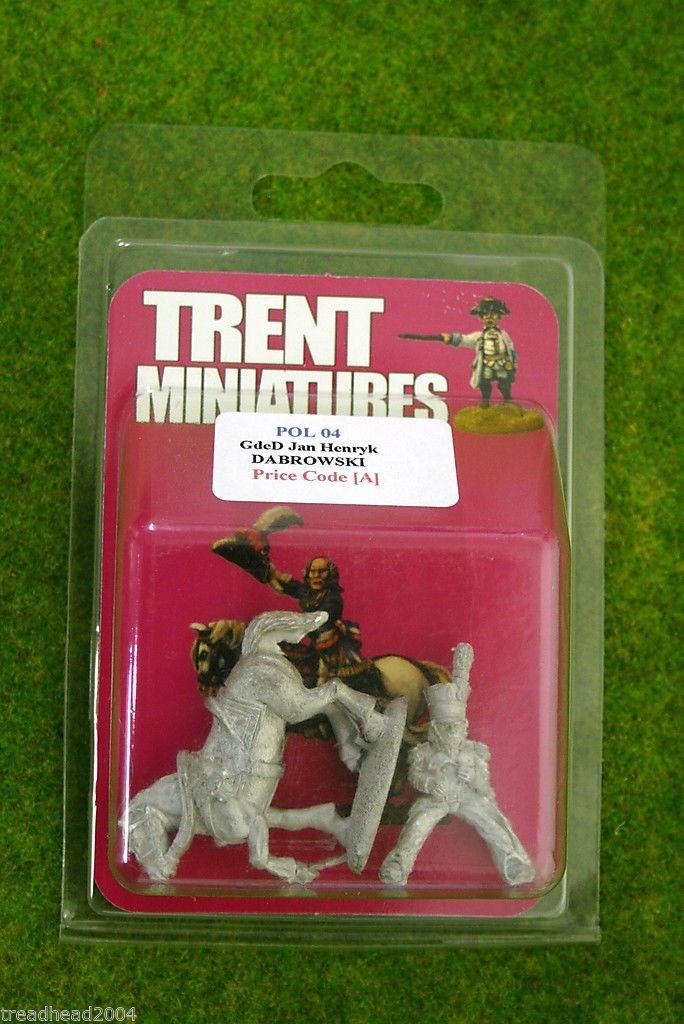 TRENT
MINIATURES
POL 04
GdeD Jan Henryk
DABROWSKI
Price Code [A]
treadhead2004